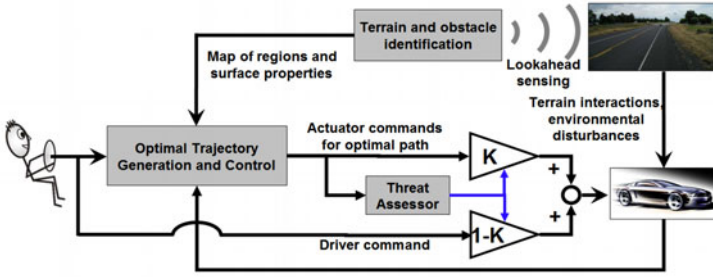 Terrain and obstacle
identification
Map of regions and
surface properties
Lookahead
sensing
Terrain interactions,
environmental
disturbances
Optimal Trajectory
Generation and Control
Actuator commands
for optimal path
K
Threat
Assessor
+
+
1-K
Driver command